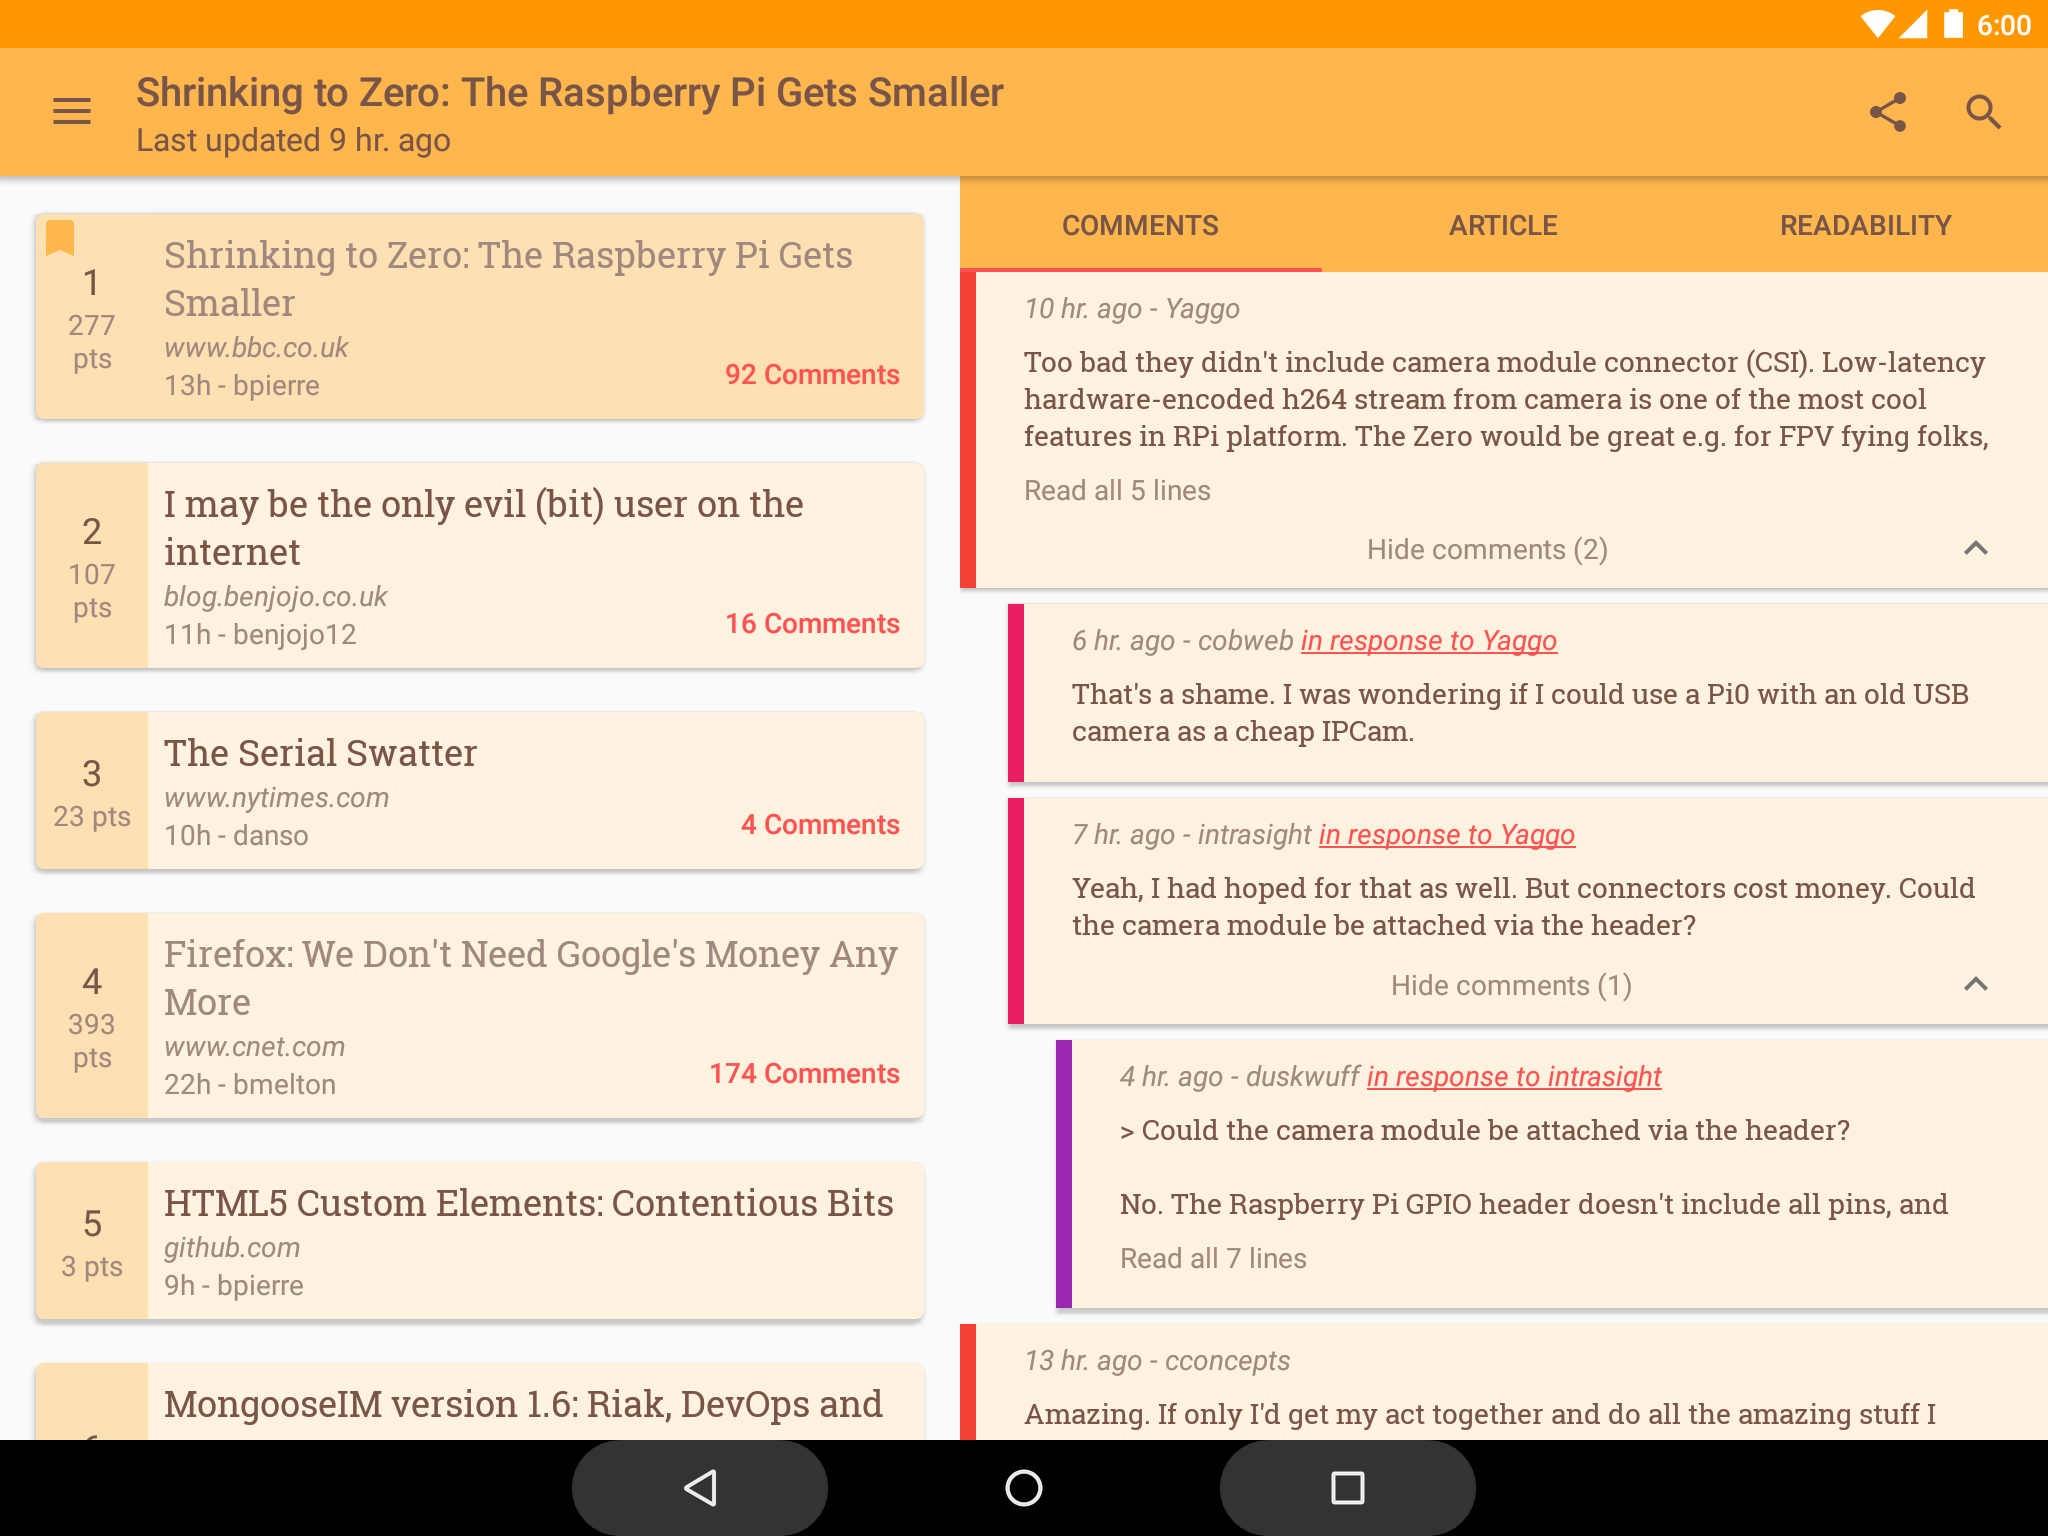 6:00
Shrinking to Zero: The Raspberry Pi Gets Smaller
Last updated 9 hr. ago
1
277
pts
Shrinking to Zero: The Raspberry Pi Gets
Smaller
www.bbc.co.uk
13h - bpierre
92 Comments
2
107
pts
I may be the only evil (bit) user on the
internet
blog.benjojo.co.uk
11h - benjojo12
16 Comments
3
23 pts
The Serial Swatter
www.nytimes.com
10h - danso
4 Comments
4
393
pts
Firefox: We Don't Need Google's Money Any
More
www.cnet.com
22h - bmelton
174 Comments
5
3 pts
HTML5 Custom Elements: Contentious Bits
github.com
9h - bpierre
MongooseIM version 1.6: Riak, DevOps and
COMMENTS
ARTICLE
READABILITY
10 hr. ago - Yaggo
Too bad they didn't include camera module connector (CSI). Low-latency
hardware-encoded h264 stream from camera is one of the most cool
features in RPi platform. The Zero would be great e.g. for FPV fying folks,
Read all 5 lines
Hide comments (2)
6 hr. ago - cobweb in response to Yaggo
That's a shame. I was wondering if I could use a Pi0 with an old USB
camera as a cheap IPCam.
7 hr. ago - intrasight in response to Yaggo
Yeah, I had hoped for that as well. But connectors cost money. Could
the camera module be attached via the header?
Hide comments (1)
4 hr. ago - duskwuff in response to intrasight
> Could the camera module be attached via the header?
No. The Raspberry Pi GPIO header doesn't include all pins, and
Read all 7 lines
13 hr. ago - cconcepts
Amazing. If only I'd get my act together and do all the amazing stuff I